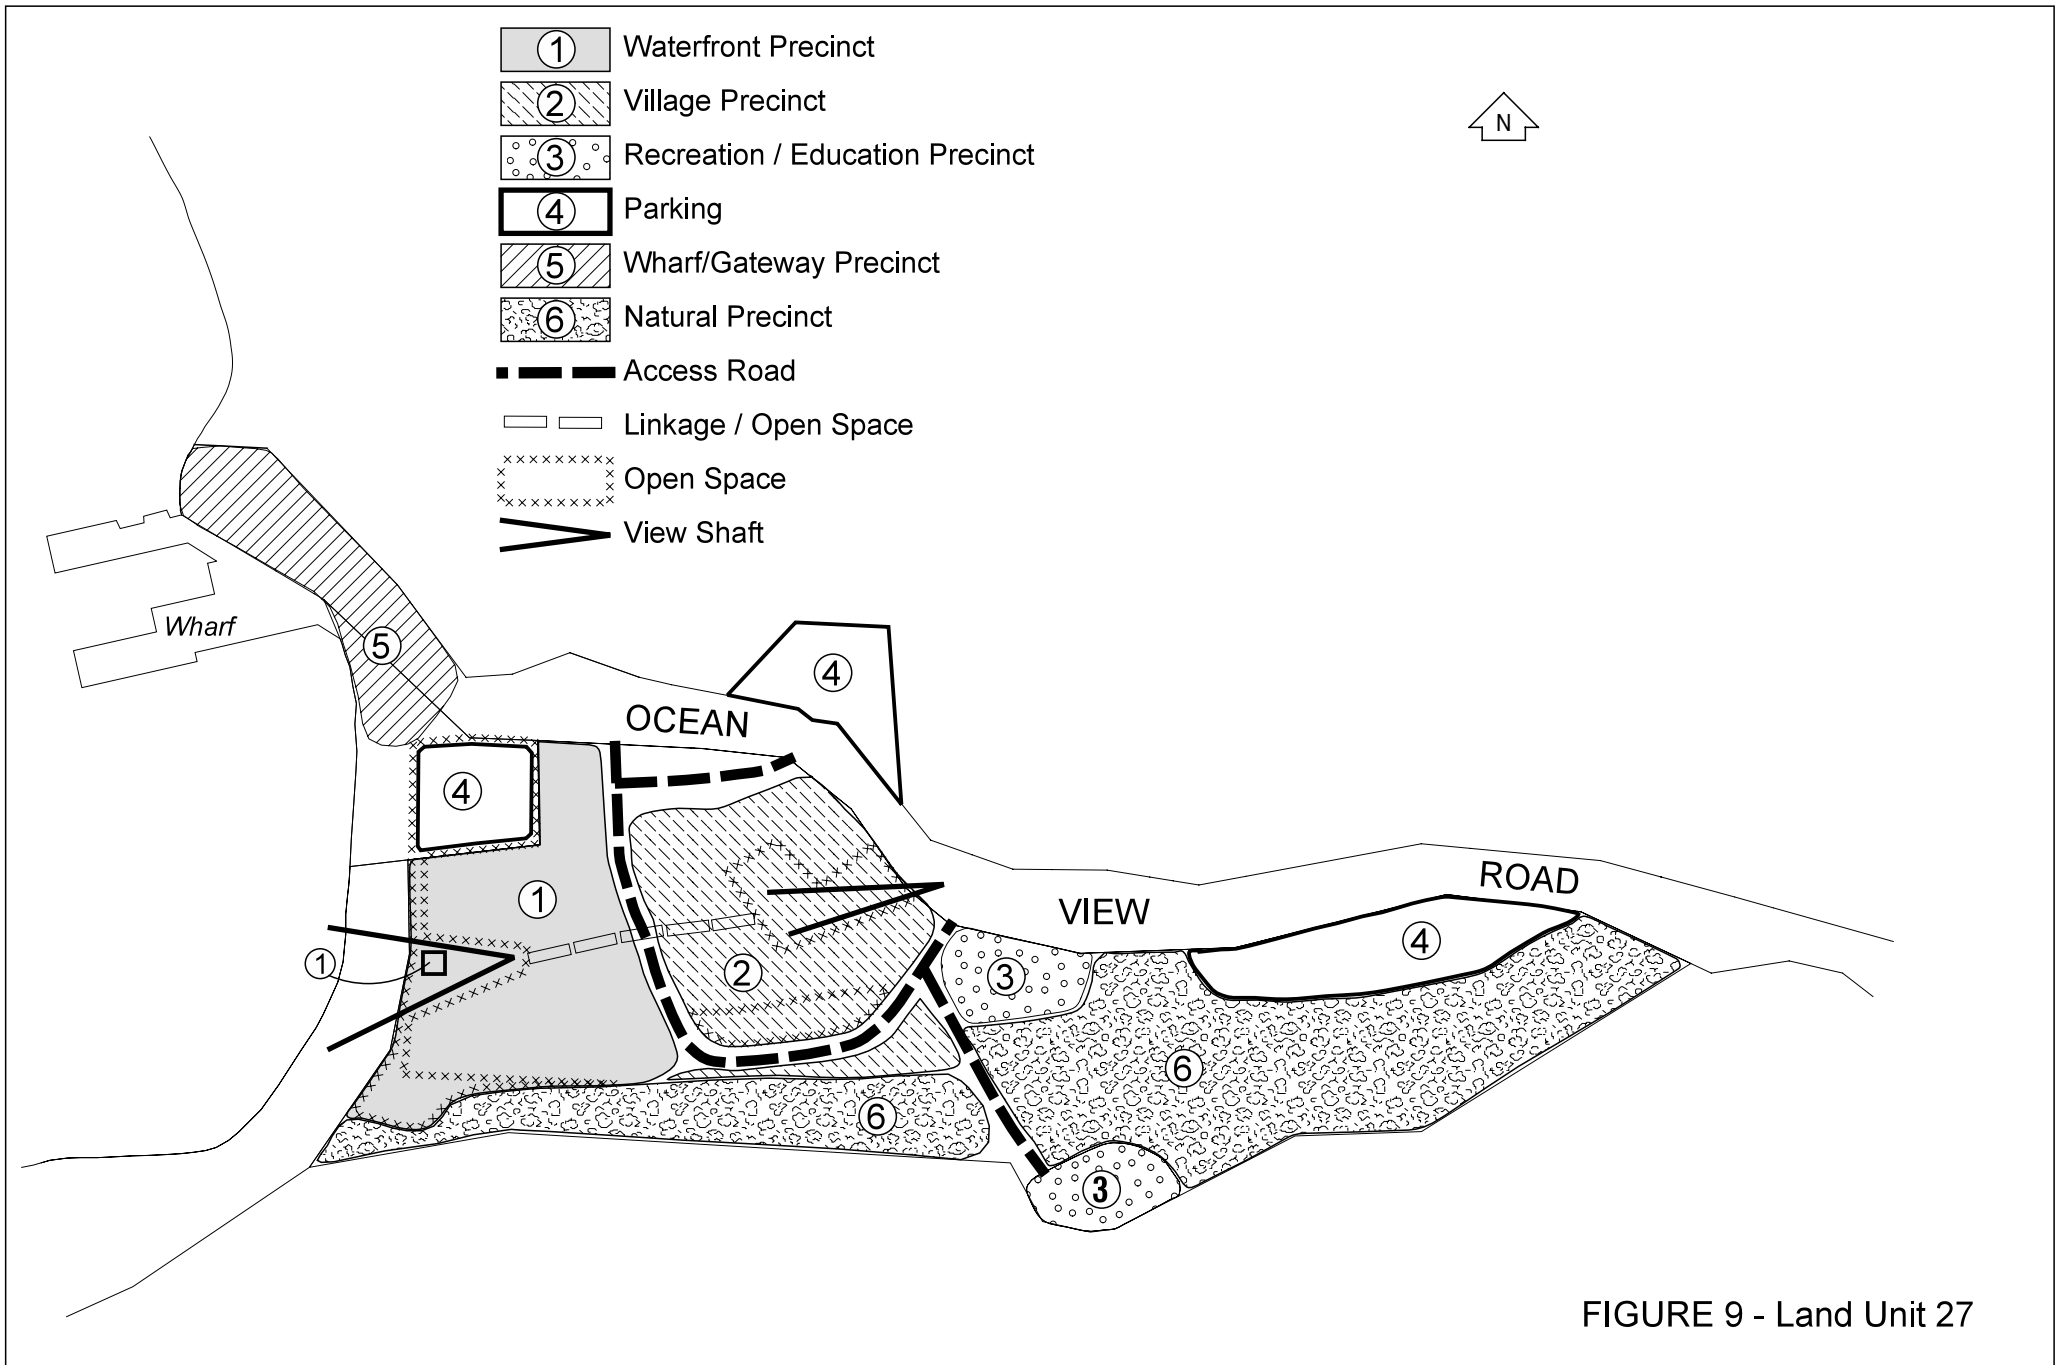 ① Waterfront Precinct
② Village Precinct
③ Recreation / Education Precinct
④ Parking
⑤ Wharf/Gateway Precinct
⑥ Natural Precinct
Access Road
Linkage / Open Space
Open Space
View Shaft
N
Wharf
⑤
④
OCEAN
④
①
VIEW
ROAD
④
①
②
③
⑥
⑥
③
FIGURE 9 - Land Unit 27